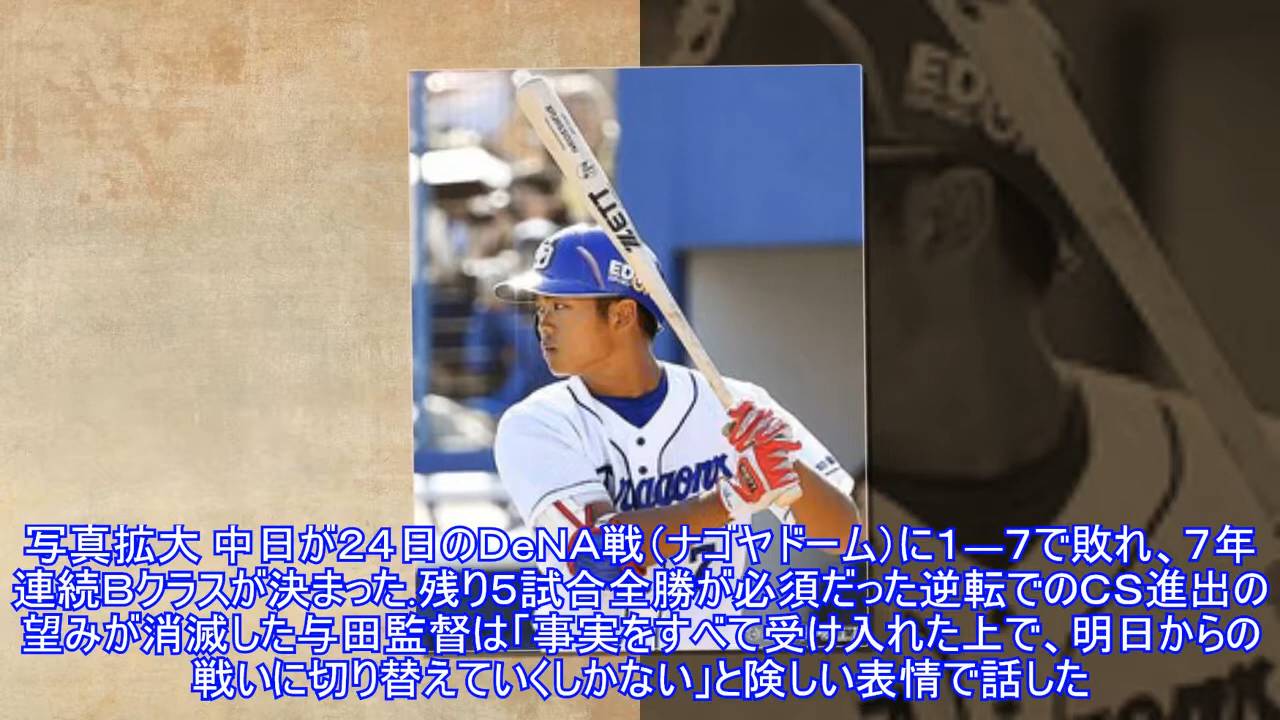 EDU
ZETT
EDU
Dragons
7
写真拡大 中日が24日のDeNA戦（ナゴヤドーム）に1―7で敗れ、7年
連続Bクラスが決まった.残り5試合全勝が必須だった逆転でのCS進出の
望みが消滅した与田監督は「事実をすべて受け入れた上で、明日からの
戦いに切り替えていくしかない」と険しい表情で話した